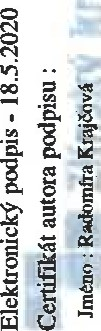 Elektronický podpis - 18.5.2020
Certifikát autora podpisu :
Jméno : Radomíra Krajčová